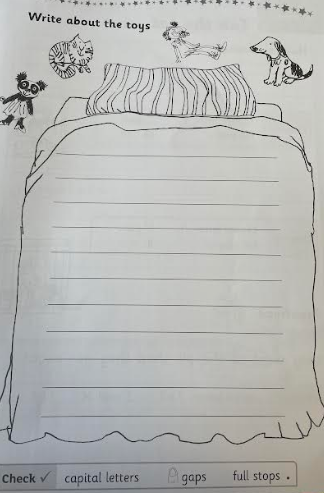 Write about the toys
Check ✓ capital letters gaps full stops .